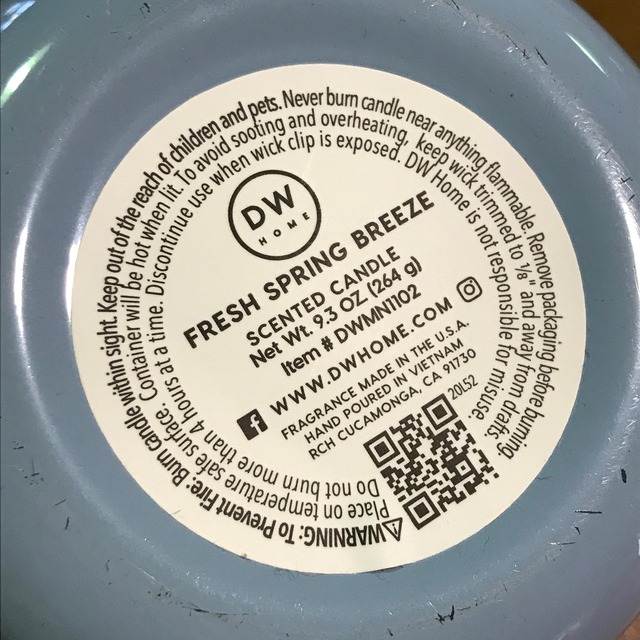 DW
HOME
FRESH SPRING BREEZE
SCENTED CANDLE
Net Wt. 9.3 OZ (264 g)
Item # DWMN1102
WWW.DWHOME.COM
FRAGRANCE MADE IN THE U.S.A.
HAND POURED IN VIETNAM
RCH CUCAMONGA, CA 91730
20L52
WARNING: To Prevent Fire: Burn candle within sight. Keep out of the reach of children and pets. Never burn candle near anything flammable. Remove packaging before burning
Place on temperature safe surface. Container will be hot when lit. To avoid sooting and overheating, keep wick trimmed to 1/8" and away from drafts
Do not burn more than 4 hours at a time. Discontinue use when wick clip is exposed. DW Home is not responsible for misuse.